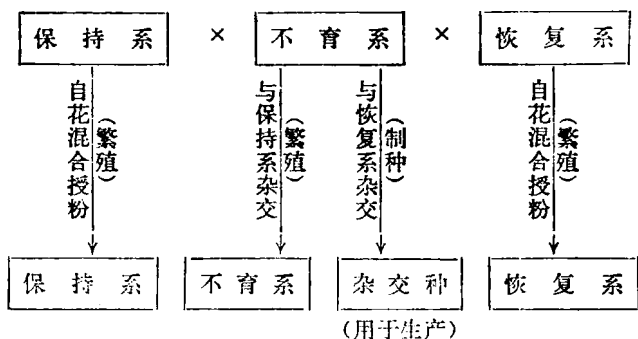 保持系 × 不育系 × 恢复系
自花混合授粉
(繁殖)
与保持系杂交
(繁殖)
与恢复系杂交
(制种)
自花混合授粉
(繁殖)
保持系 不育系 杂交种 恢复系
(用于生产)